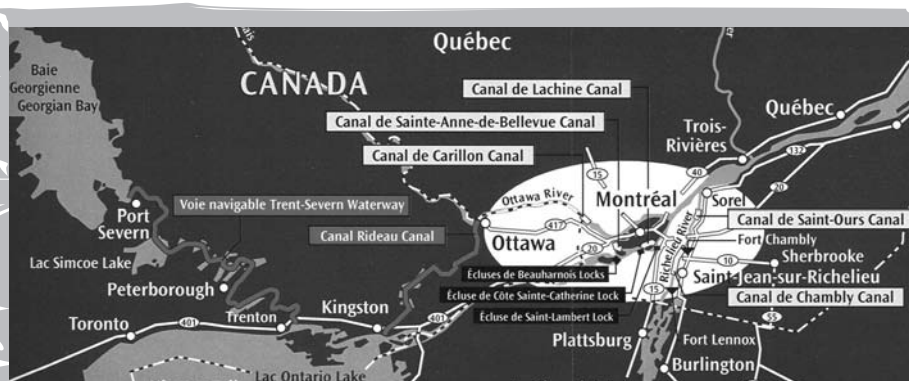 Québec
Baie
Georgienne
Georgian Bay
CANADA
Canal de Lachine Canal
Québec
Canal de Sainte-Anne-de-Bellevue Canal
Trois-
Rivières
Canal de Carillon Canal
132
40
15
20
Port
Severn
Voie navigable Trent-Severn Waterway
Ottawa River
Montréal
Sorel
Canal Rideau Canal
417
Canal de Saint-Ours Canal
Ottawa
20
Richelieu River
Fort Chambly
Lac Simcoe Lake
10
Sherbrooke
Écluses de Beauharnois Locks
Saint-Jean-sur-Richelieu
Peterborough
Écluse de Côte Sainte-Catherine Lock
15
Canal de Chambly Canal
Kingston
Trenton
Écluse de Saint-Lambert Lock
Toronto
401
401
55
Plattsburg
Fort Lennox
Burlington
Lac Ontario Lake